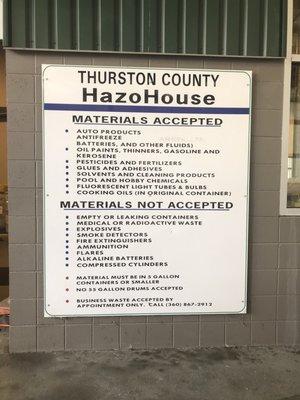 THURSTON COUNTY
HazoHouse
MATERIALS ACCEPTED
AUTO PRODUCTS
ANTIFREEZE
BATTERIES, AND OTHER FLUIDS)
OIL PAINTS, THINNERS, GASOLINE AND
KEROSENE
PESTICIDES AND FERTILIZERS
GLUES AND ADHESIVES
SOLVENTS AND CLEANING PRODUCTS
POOL AND HOBBY CHEMICALS
FLUORESCENT LIGHT TUBES & BULBS
COOKING OILS (IN ORIGINAL CONTAINER)
MATERIALS NOT ACCEPTED
EMPTY OR LEAKING CONTAINERS
MEDICAL OR RADIOACTIVE WASTE
EXPLOSIVES
SMOKE DETECTORS
FIRE EXTINGUISHERS
AMMUNITION
FLARES
ALKALINE BATTERIES
COMPRESSED CYLINDERS
MATERIAL MUST BE IN 5 GALLON
CONTAINERS OR SMALLER
NO 55 GALLON DRUMS ACCEPTED
BUSINESS WASTE ACCEPTED BY
APPOINTMENT ONLY. CALL (360) 867-2912